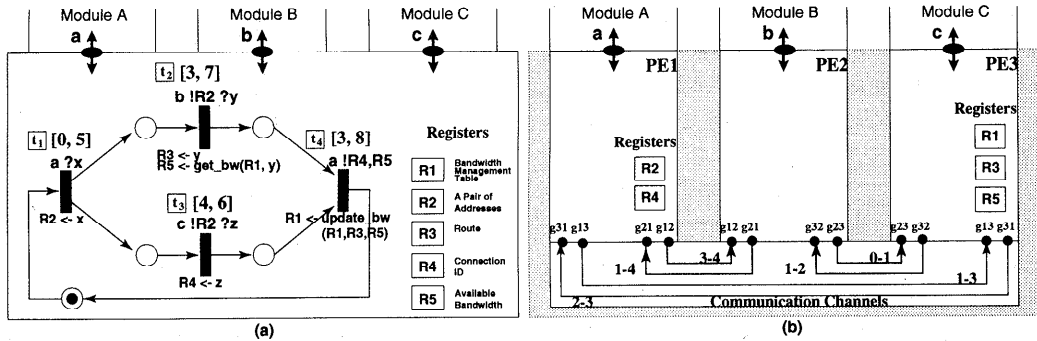 Module A Module B Module C
a b c
t2 [3, 7]
b !R2 ?y
t1 [0, 5]
t4 [3, 8]
a ?x
a !R4,R5
R3 <- y
R5 <- get_bw(R1, y)
t3 [4, 6]
c !R2 ?z
R2 <- x
R1 <- update_bw
(R1,R3,R5)
R4 <- z
Registers
R1 Bandwidth
Management
Table
R2 A Pair of
Addresses
R3 Route
R4 Connection
ID
R5 Available
Bandwidth
(a)
Module A Module B Module C
a b c
PE1 PE2 PE3
Registers
R1
R3
R5
Registers
R2
R4
g31 g13 g21 g12 g12 g21 g32 g23 g23 g32 g13 g31
3-4 0-1
1-4 1-2
1-3
2-3
Communication Channels
(b)